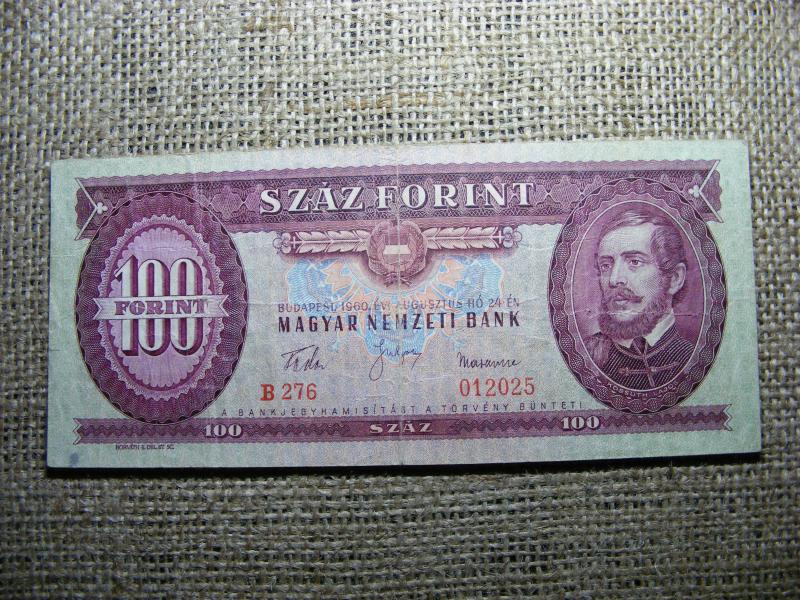 SZÁZ FORINT
100
FORINT
BUDAPEST 1960. ÉVI AUGUSZTUS HÓ 24-ÉN
MAGYAR NEMZETI BANK
B 276
012025
KOSSUTH
A BANKJEGYHAMISÍTÁST A TÖRVÉNY BÜNTETI
100 SZÁZ 100